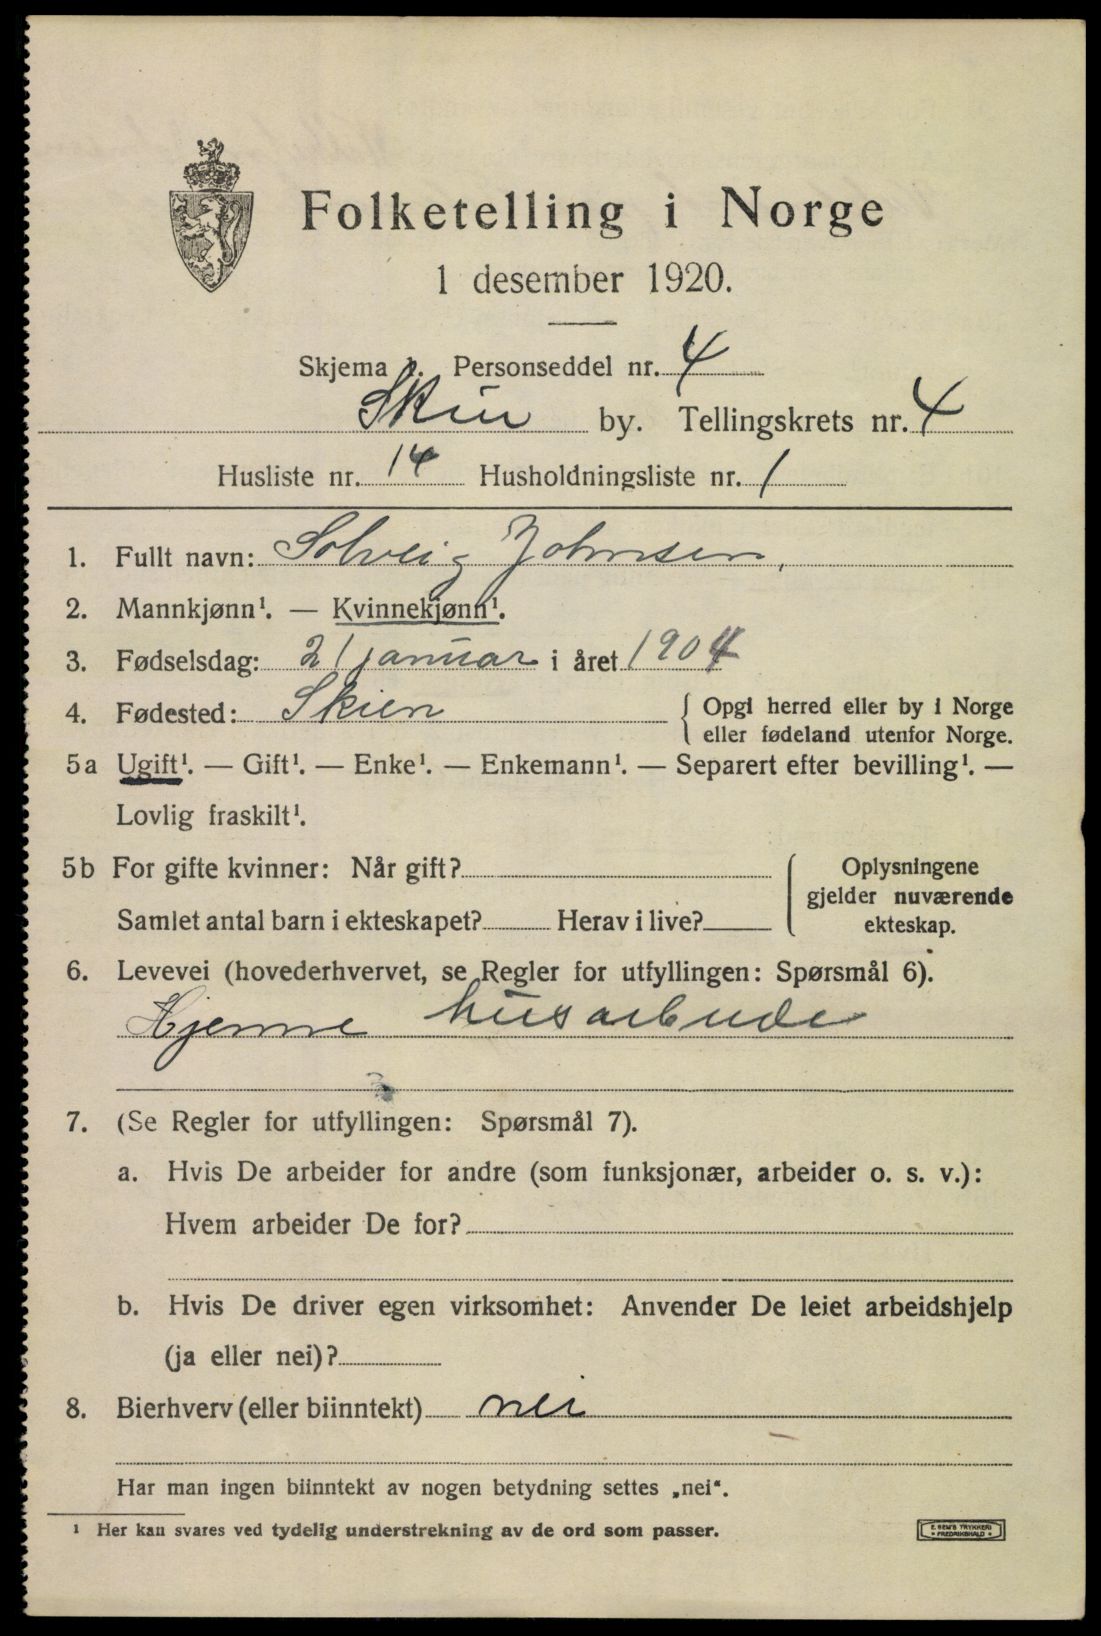 Folketelling i Norge
1 desember 1920.
Skjema 1. Personseddel nr. 4
Skien by. Tellingskrets nr. 4
Husliste nr. 14 Husholdningsliste nr. 1
1. Fullt navn: Solveig Johnsen,
2. Mannkjønn¹. — Kvinnekjønn¹.
3. Fødselsdag: 21 januar i året 1904
4. Fødested: Skien { Opgi herred eller by i Norge
eller fødeland utenfor Norge.
5a Ugift¹. — Gift¹. — Enke¹. — Enkemann¹. — Separert efter bevilling¹. —
Lovlig fraskilt¹.
5b For gifte kvinner: Når gift? { Oplysningene
gjelder nuværende
Samlet antal barn i ekteskapet? Herav i live? ekteskap.
6. Levevei (hovederhvervet, se Regler for utfyllingen: Spørsmål 6).
Hjemme husarbeide
7. (Se Regler for utfyllingen: Spørsmål 7).
a. Hvis De arbeider for andre (som funksjonær, arbeider o. s. v.):
Hvem arbeider De for?
b. Hvis De driver egen virksomhet: Anvender De leiet arbeidshjelp
(ja eller nei)?
8. Bierhverv (eller biinntekt) nei
Har man ingen biinntekt av nogen betydning settes „nei“.
¹ Her kan svares ved tydelig understrekning av de ord som passer.
E. SEM'S TRYKKERI
FREDRIKSHALD